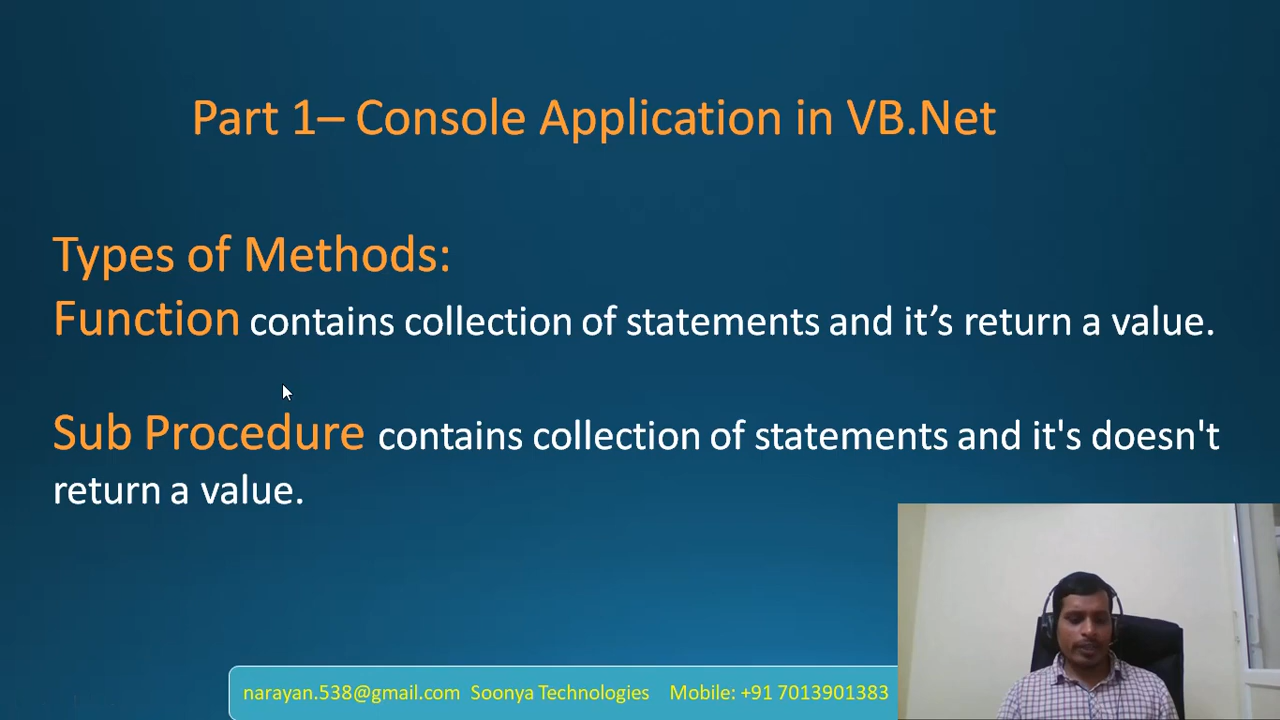 Part 1– Console Application in VB.Net
Types of Methods:
Function contains collection of statements and it’s return a value.
Sub Procedure contains collection of statements and it's doesn't
return a value.
narayan.538@gmail.com Soonya Technologies Mobile: +91 7013901383